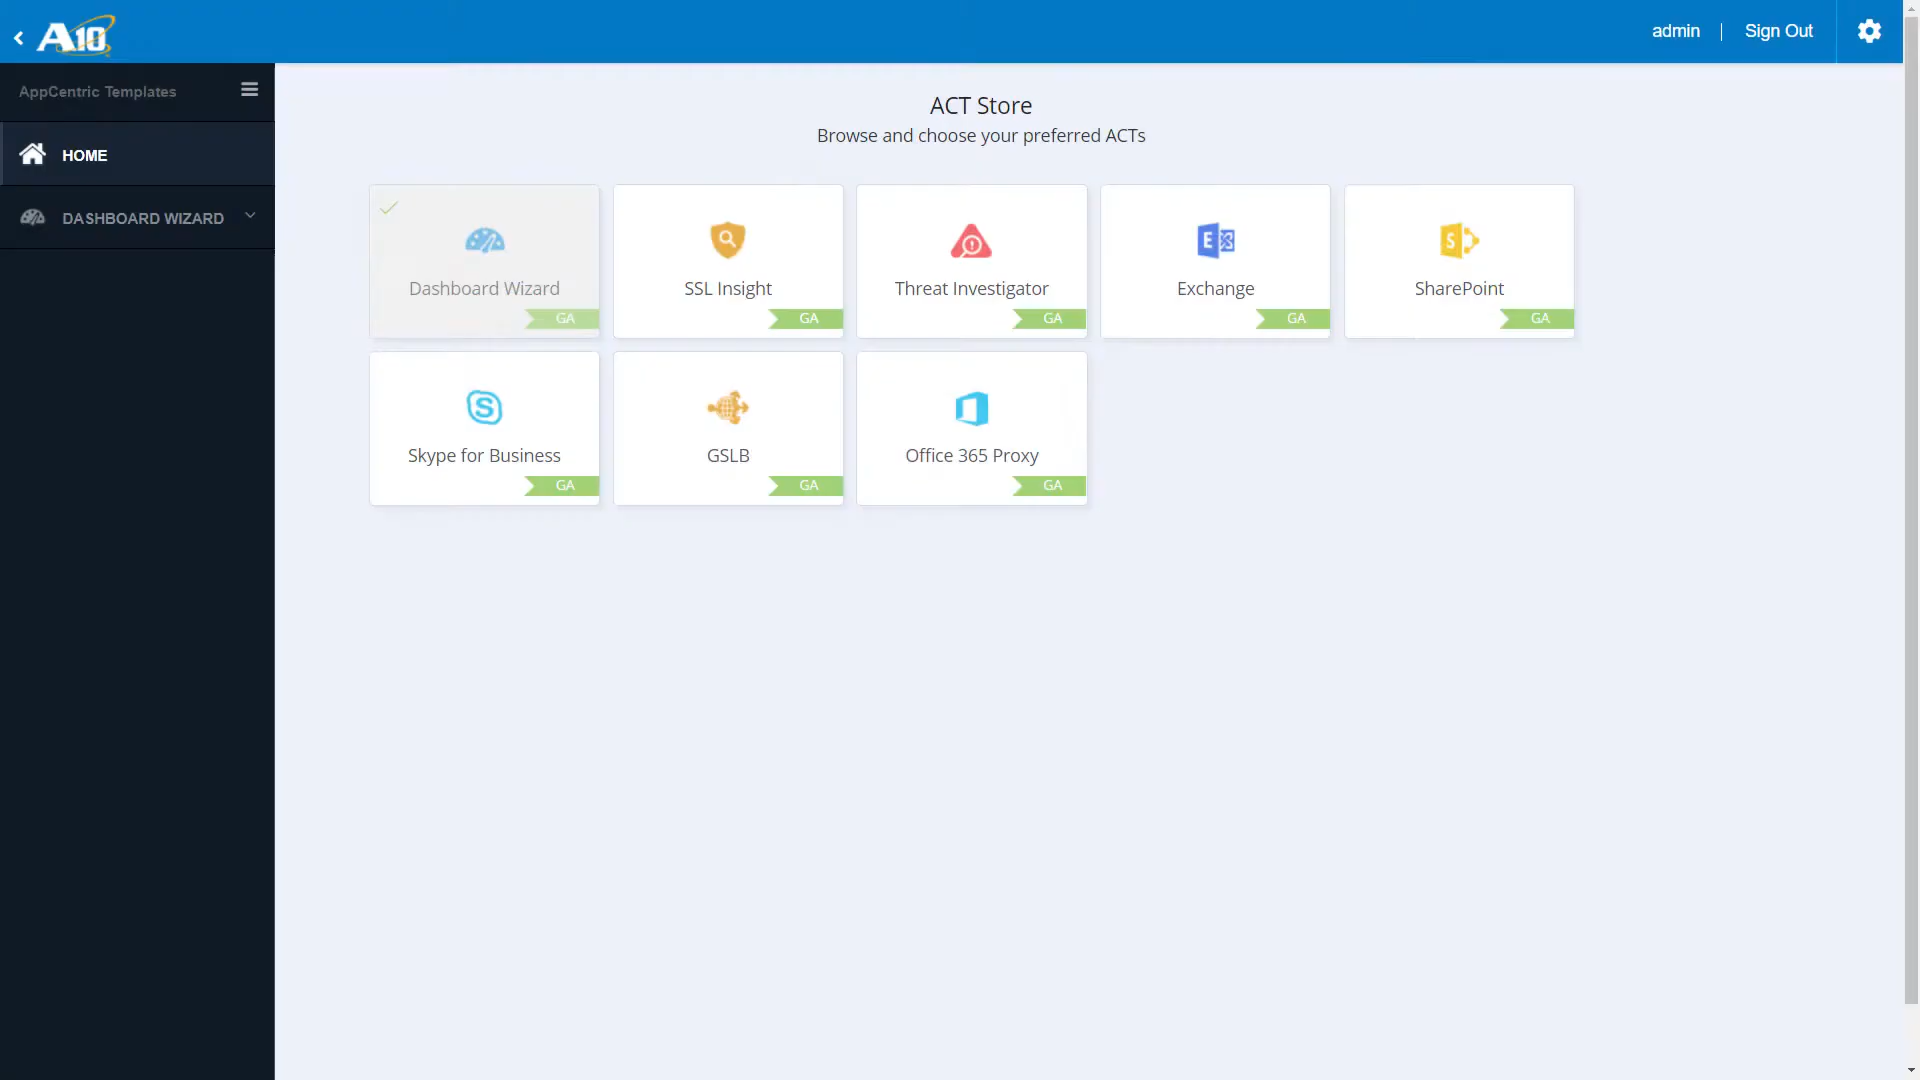 A10
admin
Sign Out
AppCentric Templates
HOME
DASHBOARD WIZARD
ACT Store
Browse and choose your preferred ACTs
Dashboard Wizard
GA
SSL Insight
GA
Threat Investigator
GA
E
Exchange
GA
S
SharePoint
GA
S
Skype for Business
GA
GSLB
GA
Office 365 Proxy
GA